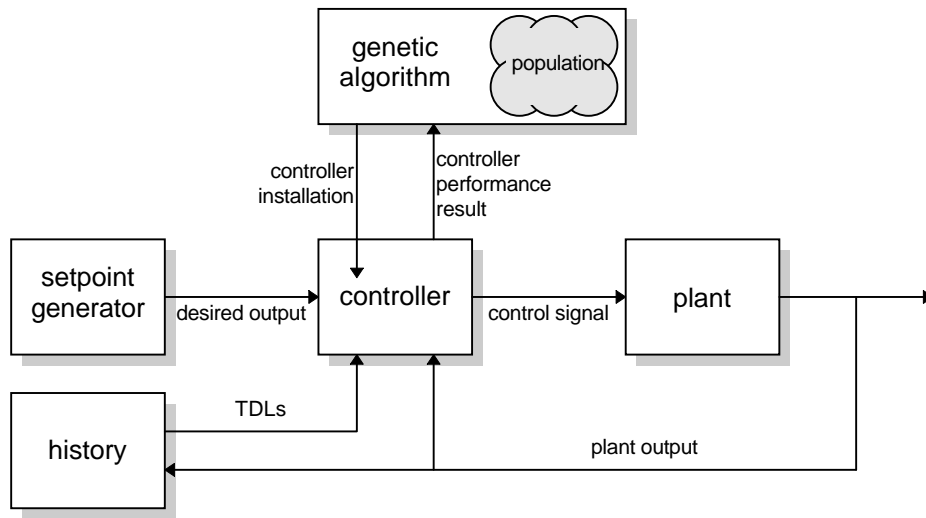 genetic
algorithm
population
controller
installation
controller
performance
result
setpoint
generator
desired output
controller
control signal
plant
TDLs
history
plant output